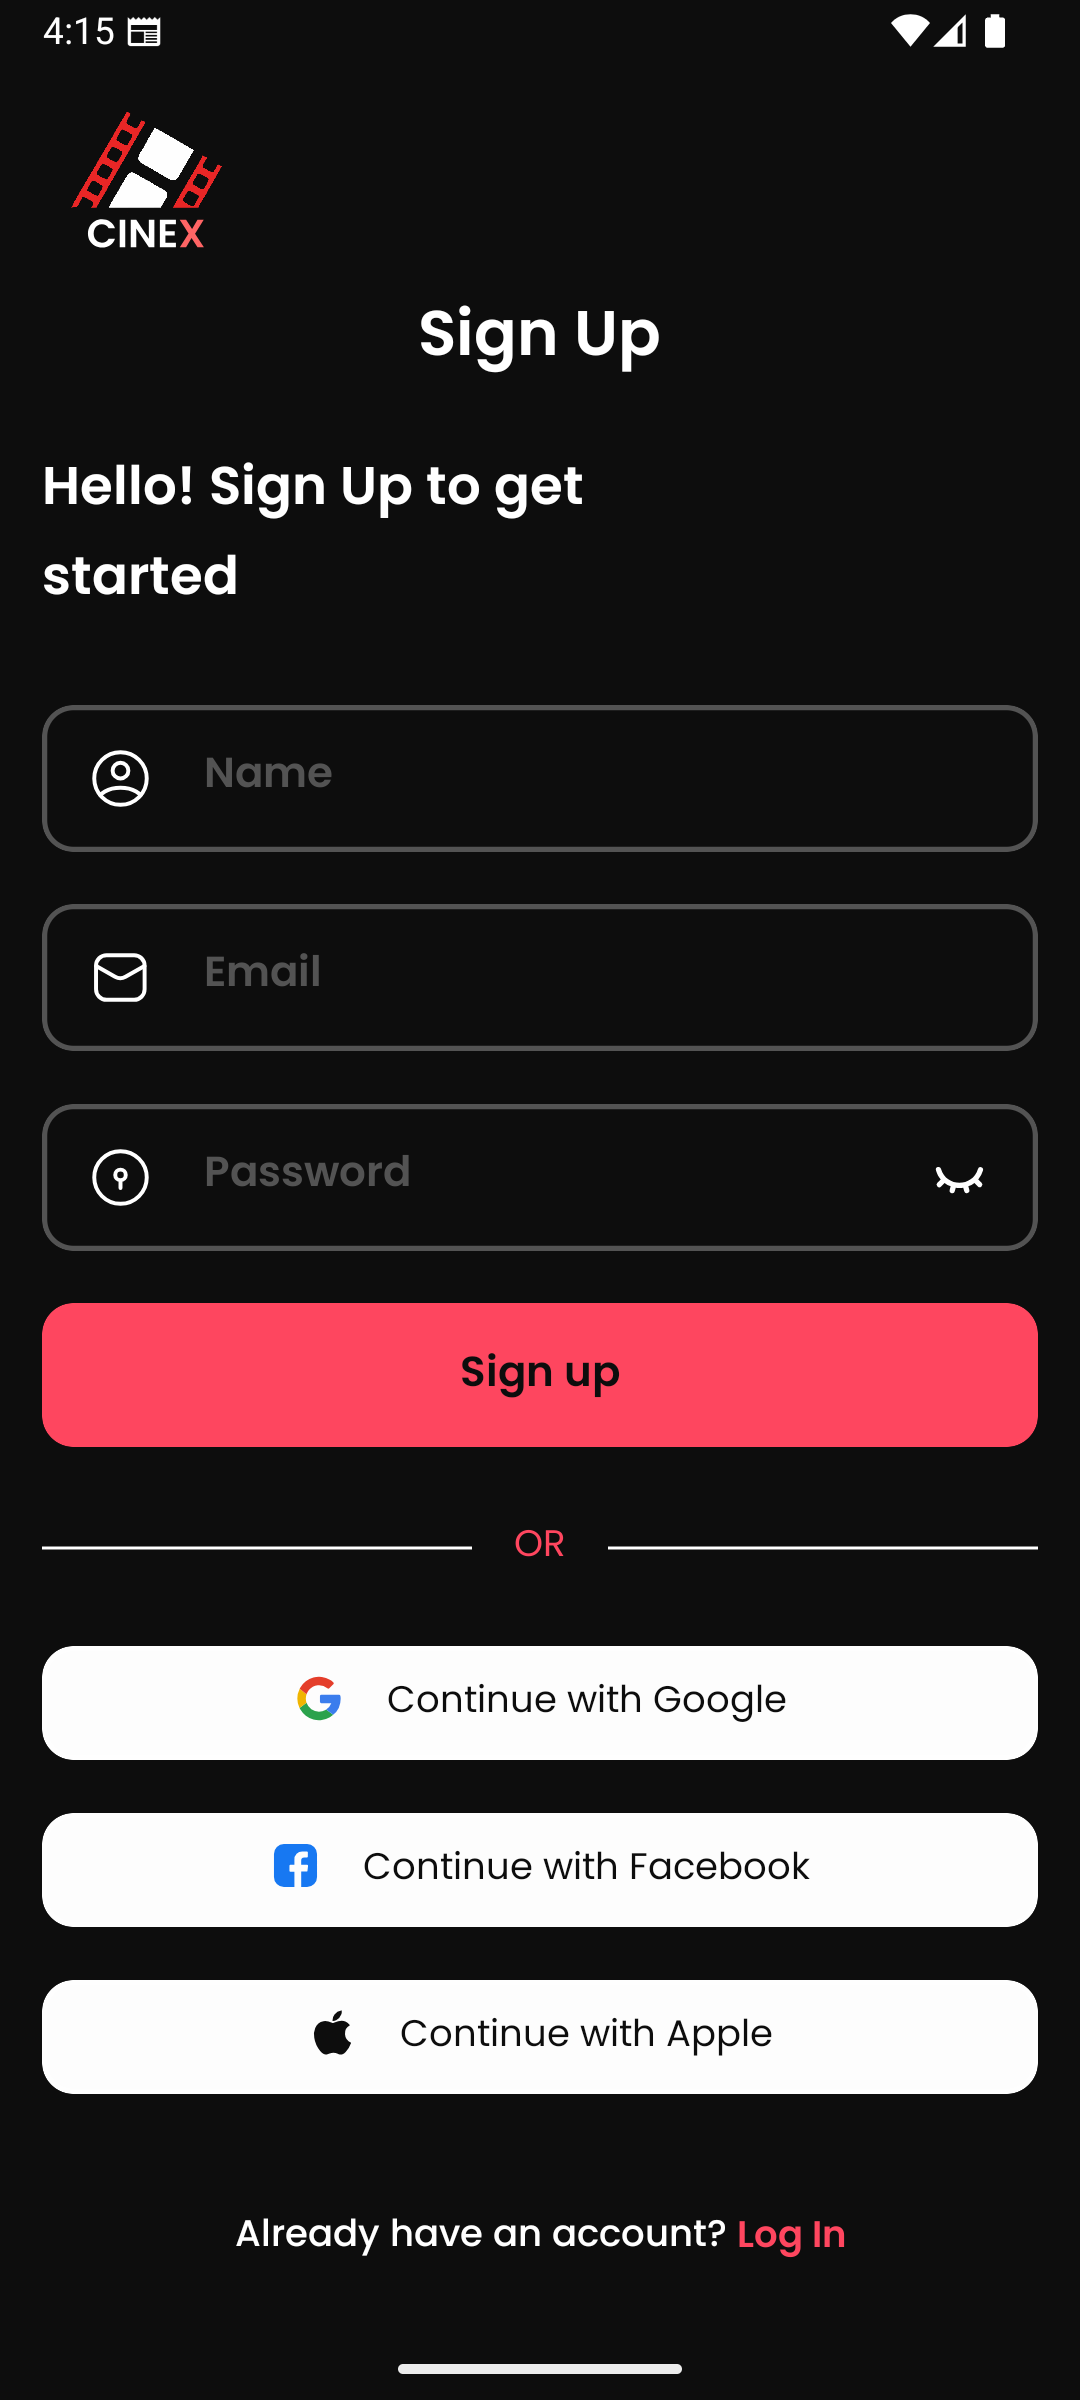 4:15
CINEX
Sign Up
Hello! Sign Up to get
started
Name
Email
Password
Sign up
OR
Continue with Google
Continue with Facebook
Continue with Apple
Already have an account? Log In